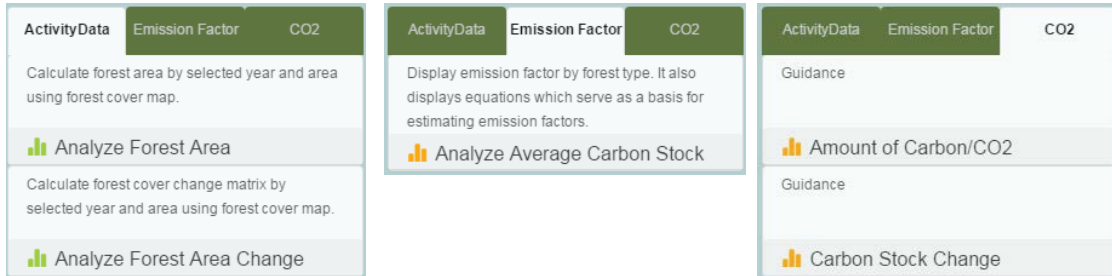 ActivityData Emission Factor CO2
Calculate forest area by selected year and area
using forest cover map.
Analyze Forest Area
Calculate forest cover change matrix by
selected year and area using forest cover map.
Analyze Forest Area Change
ActivityData Emission Factor CO2
Display emission factor by forest type. It also
displays equations which serve as a basis for
estimating emission factors.
Analyze Average Carbon Stock
ActivityData Emission Factor CO2
Guidance
Amount of Carbon/CO2
Guidance
Carbon Stock Change